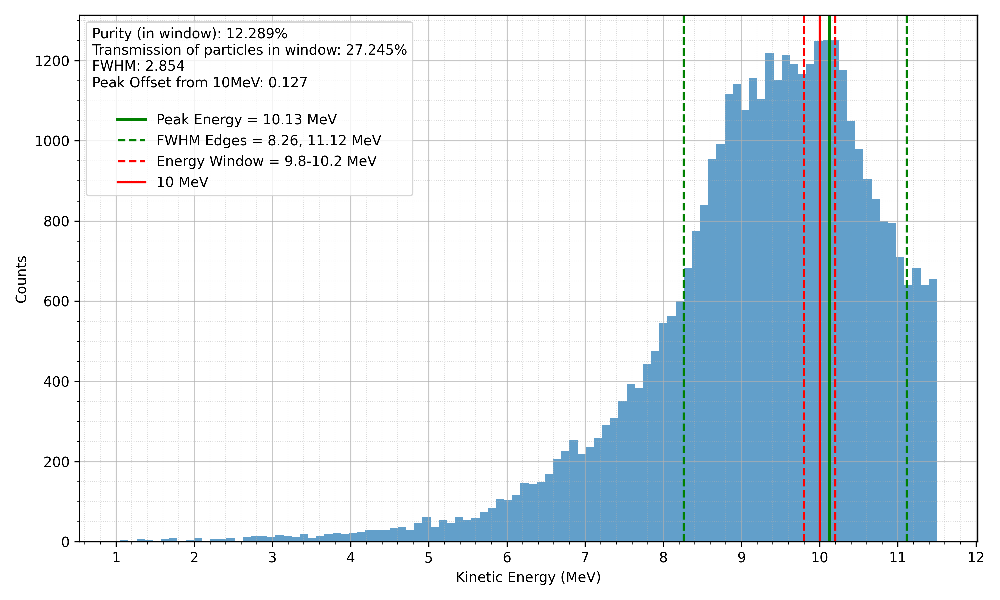 Purity (in window): 12.289%
Transmission of particles in window: 27.245%
FWHM: 2.854
Peak Offset from 10MeV: 0.127
Peak Energy = 10.13 MeV
FWHM Edges = 8.26, 11.12 MeV
Energy Window = 9.8-10.2 MeV
10 MeV
1200
1000
800
600
400
200
0
Counts
1 2 3 4 5 6 7 8 9 10 11 12
Kinetic Energy (MeV)